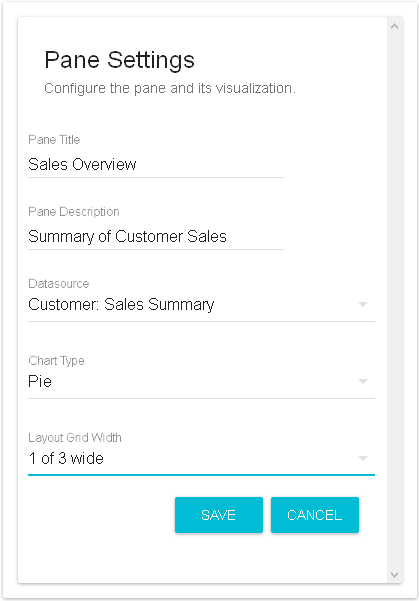 Pane Settings
Configure the pane and its visualization.
Pane Title
Sales Overview
Pane Description
Summary of Customer Sales
Datasource
Customer: Sales Summary
Chart Type
Pie
Layout Grid Width
1 of 3 wide
SAVE CANCEL